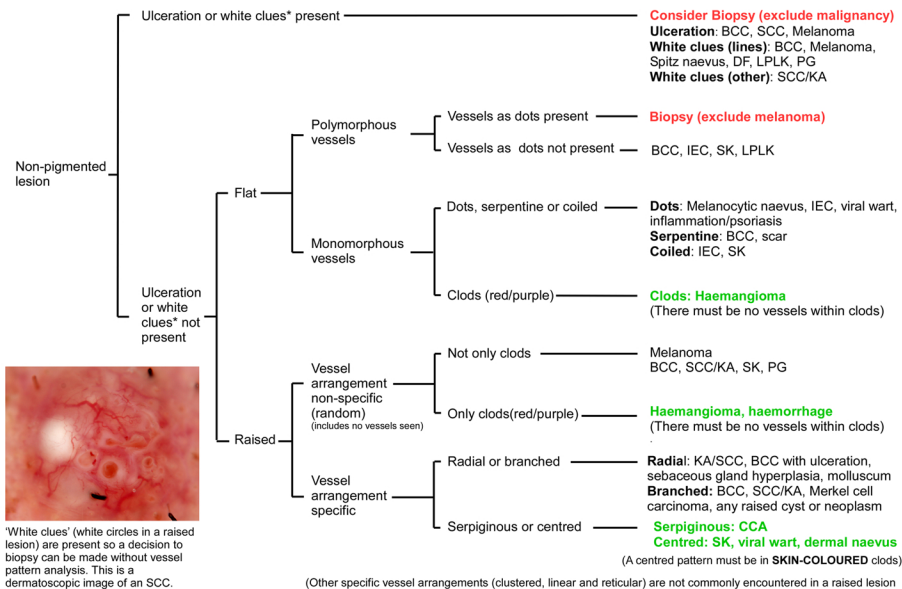 Ulceration or white clues* present
Consider Biopsy (exclude malignancy)
Ulceration: BCC, SCC, Melanoma
White clues (lines): BCC, Melanoma,
Spitz naevus, DF, LPLK, PG
White clues (other): SCC/KA
Non-pigmented
lesion
Flat
Polymorphous
vessels
Vessels as dots present
Biopsy (exclude melanoma)
Vessels as dots not present
BCC, IEC, SK, LPLK
Monomorphous
vessels
Dots, serpentine or coiled
Dots: Melanocytic naevus, IEC, viral wart,
inflammation/psoriasis
Serpentine: BCC, scar
Coiled: IEC, SK
Clods (red/purple)
Clods: Haemangioma
(There must be no vessels within clods)
Ulceration
or white
clues* not
present
Raised
Vessel
arrangement
non-specific
(random)
(includes no vessels seen)
Not only clods
Melanoma
BCC, SCC/KA, SK, PG
Only clods(red/purple)
Haemangioma, haemorrhage
(There must be no vessels within clods)
Vessel
arrangement
specific
Radial or branched
Radial: KA/SCC, BCC with ulceration,
sebaceous gland hyperplasia, molluscum
Branched: BCC, SCC/KA, Merkel cell
carcinoma, any raised cyst or neoplasm
Serpiginous or centred
Serpiginous: CCA
Centred: SK, viral wart, dermal naevus
(A centred pattern must be in SKIN-COLOURED clods)
'White clues' (white circles in a raised
lesion) are present so a decision to
biopsy can be made without vessel
pattern analysis. This is a
dermatoscopic image of an SCC.
(Other specific vessel arrangements (clustered, linear and reticular) are not commonly encountered in a raised lesion